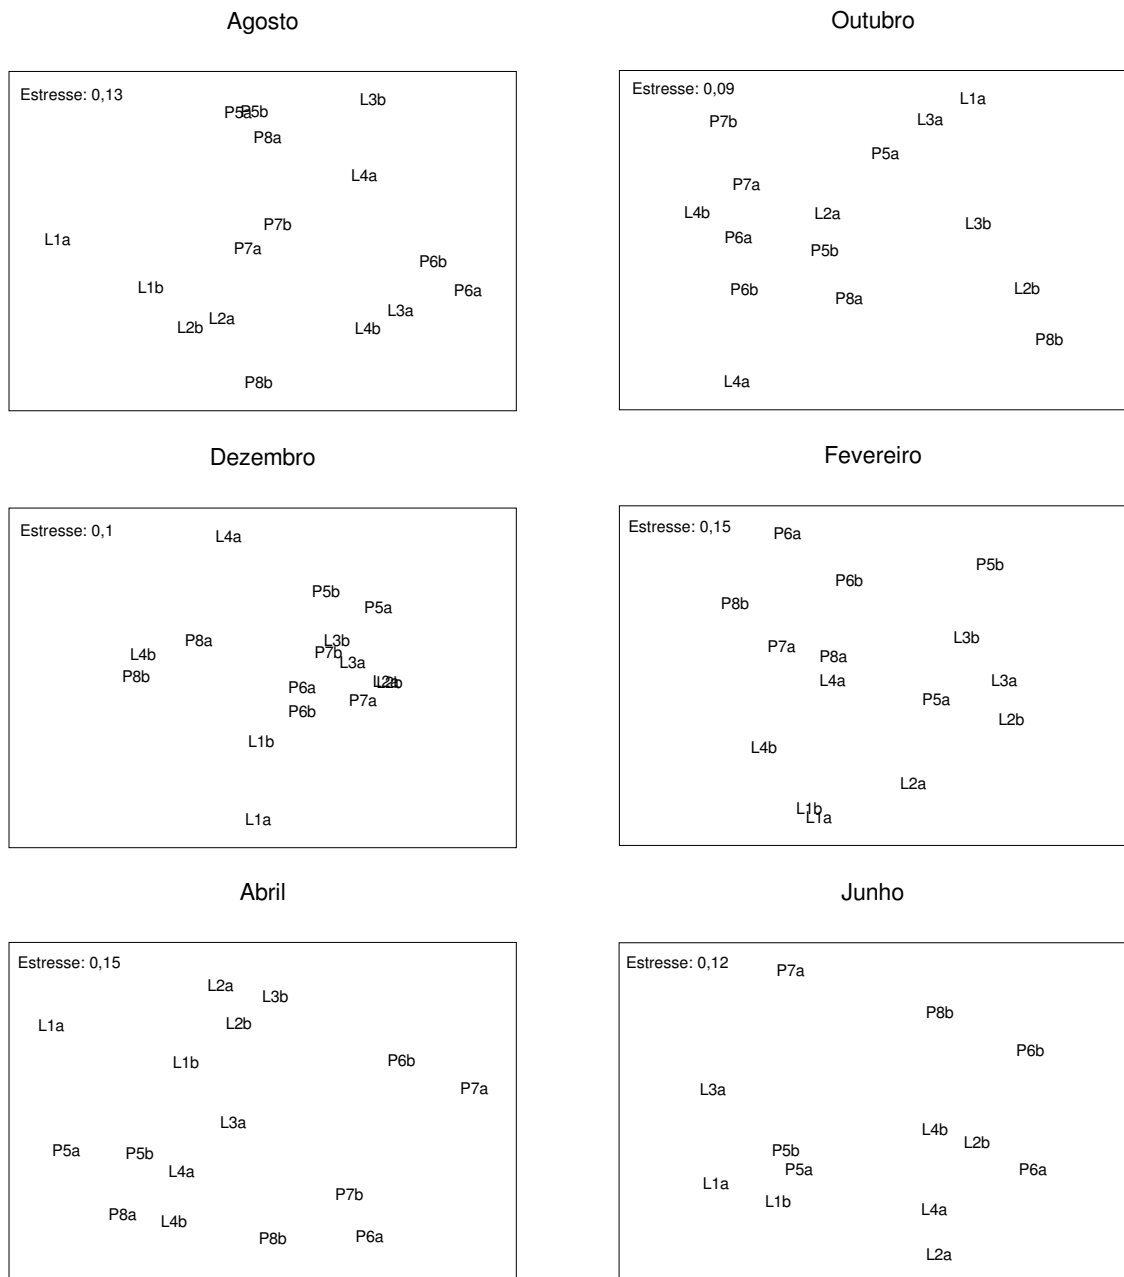 Agosto
Estresse: 0,13
L3b
P5a
P5b
P8a
L4a
P7b
L1a
P7a
P6b
L1b
P6a
L3a
L2a
L2b
L4b
P8b
Outubro
Estresse: 0,09
L1a
P7b
L3a
P5a
P7a
L4b
L2a
L3b
P6a
P5b
P6b
L2b
P8a
P8b
L4a
Dezembro
Estresse: 0,1
L4a
P5b
P5a
P8a
L3b
L4b
P7b
L3a
P8b
L2a
L2b
P6a
P7a
P6b
L1b
L1a
Fevereiro
Estresse: 0,15
P6a
P5b
P6b
P8b
L3b
P7a
P8a
L4a
L3a
P5a
L2b
L4b
L2a
L1b
L1a
Abril
Estresse: 0,15
L2a
L3b
L1a
L2b
L1b
P6b
P7a
L3a
P5a
P5b
L4a
P7b
P8a
L4b
P8b
P6a
Junho
Estresse: 0,12
P7a
P8b
P6b
L3a
L4b
L2b
P5b
P5a
P6a
L1a
L1b
L4a
L2a